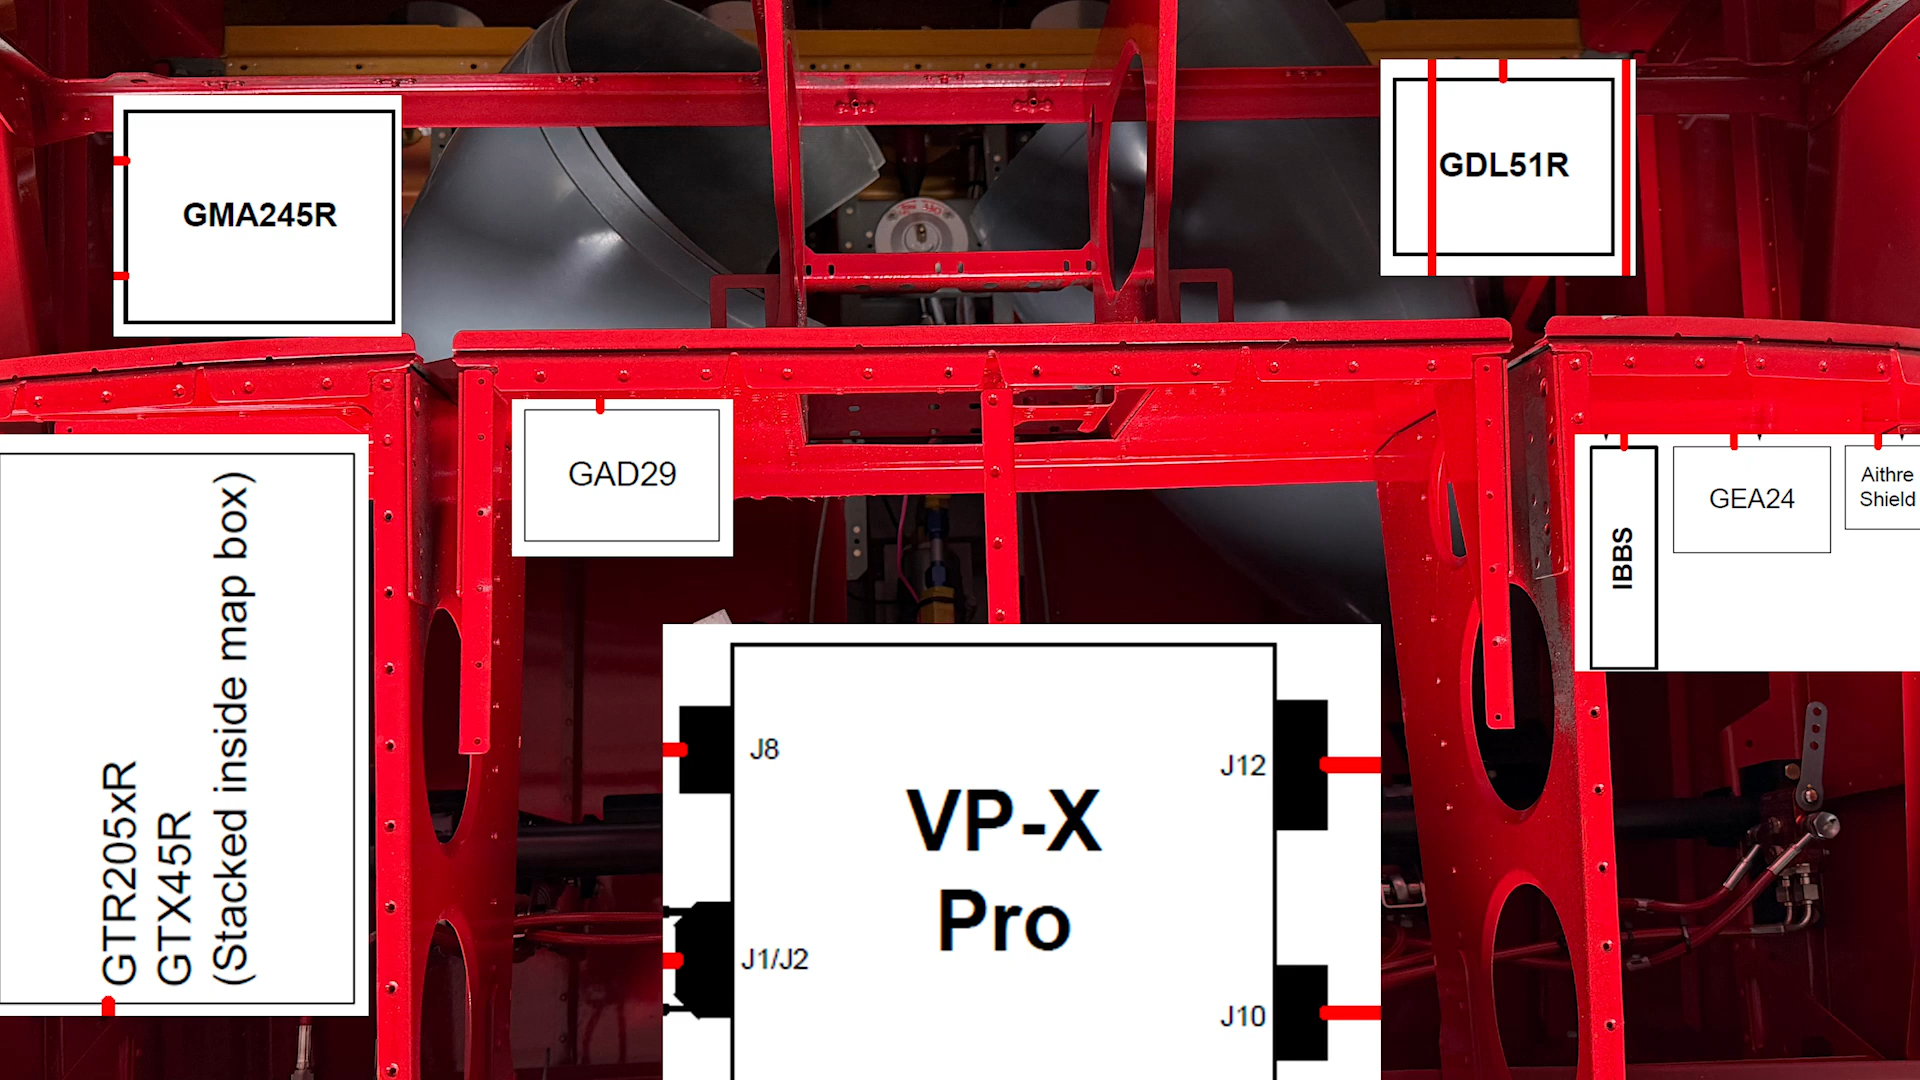 GMA245R
GDL51R
GAD29
IBBS
GEA24
Aithre
Shield
GTR205xR
GTX45R
(Stacked inside map box)
J8
J12
VP-X
Pro
J1/J2
J10